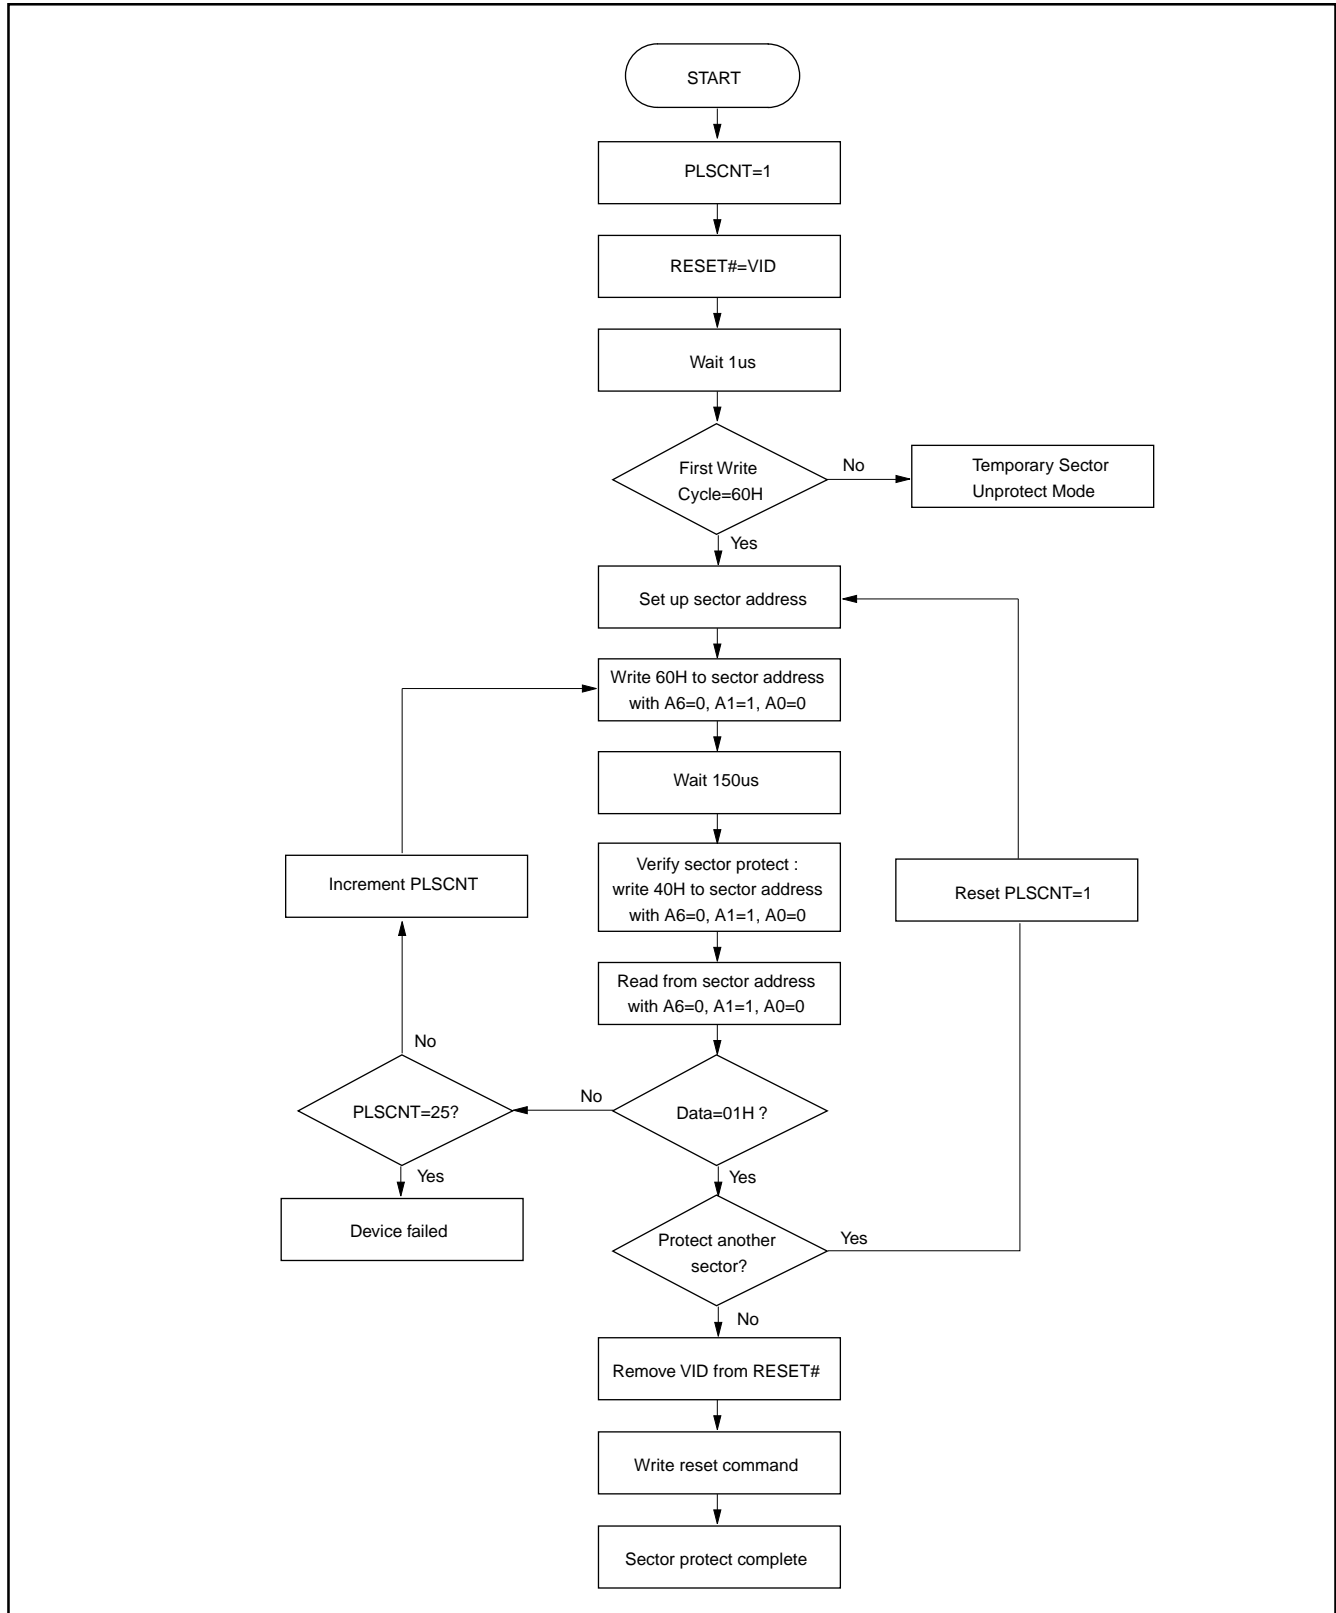 START
PLSCNT=1
RESET#=VID
Wait 1us
First Write
Cycle=60H
No
Temporary Sector
Unprotect Mode
Yes
Set up sector address
Write 60H to sector address
with A6=0, A1=1, A0=0
Wait 150us
Verify sector protect :
write 40H to sector address
with A6=0, A1=1, A0=0
Increment PLSCNT
Reset PLSCNT=1
Read from sector address
with A6=0, A1=1, A0=0
No
PLSCNT=25?
No
Data=01H ?
Yes
Yes
Device failed
Protect another
sector?
Yes
No
Remove VID from RESET#
Write reset command
Sector protect complete